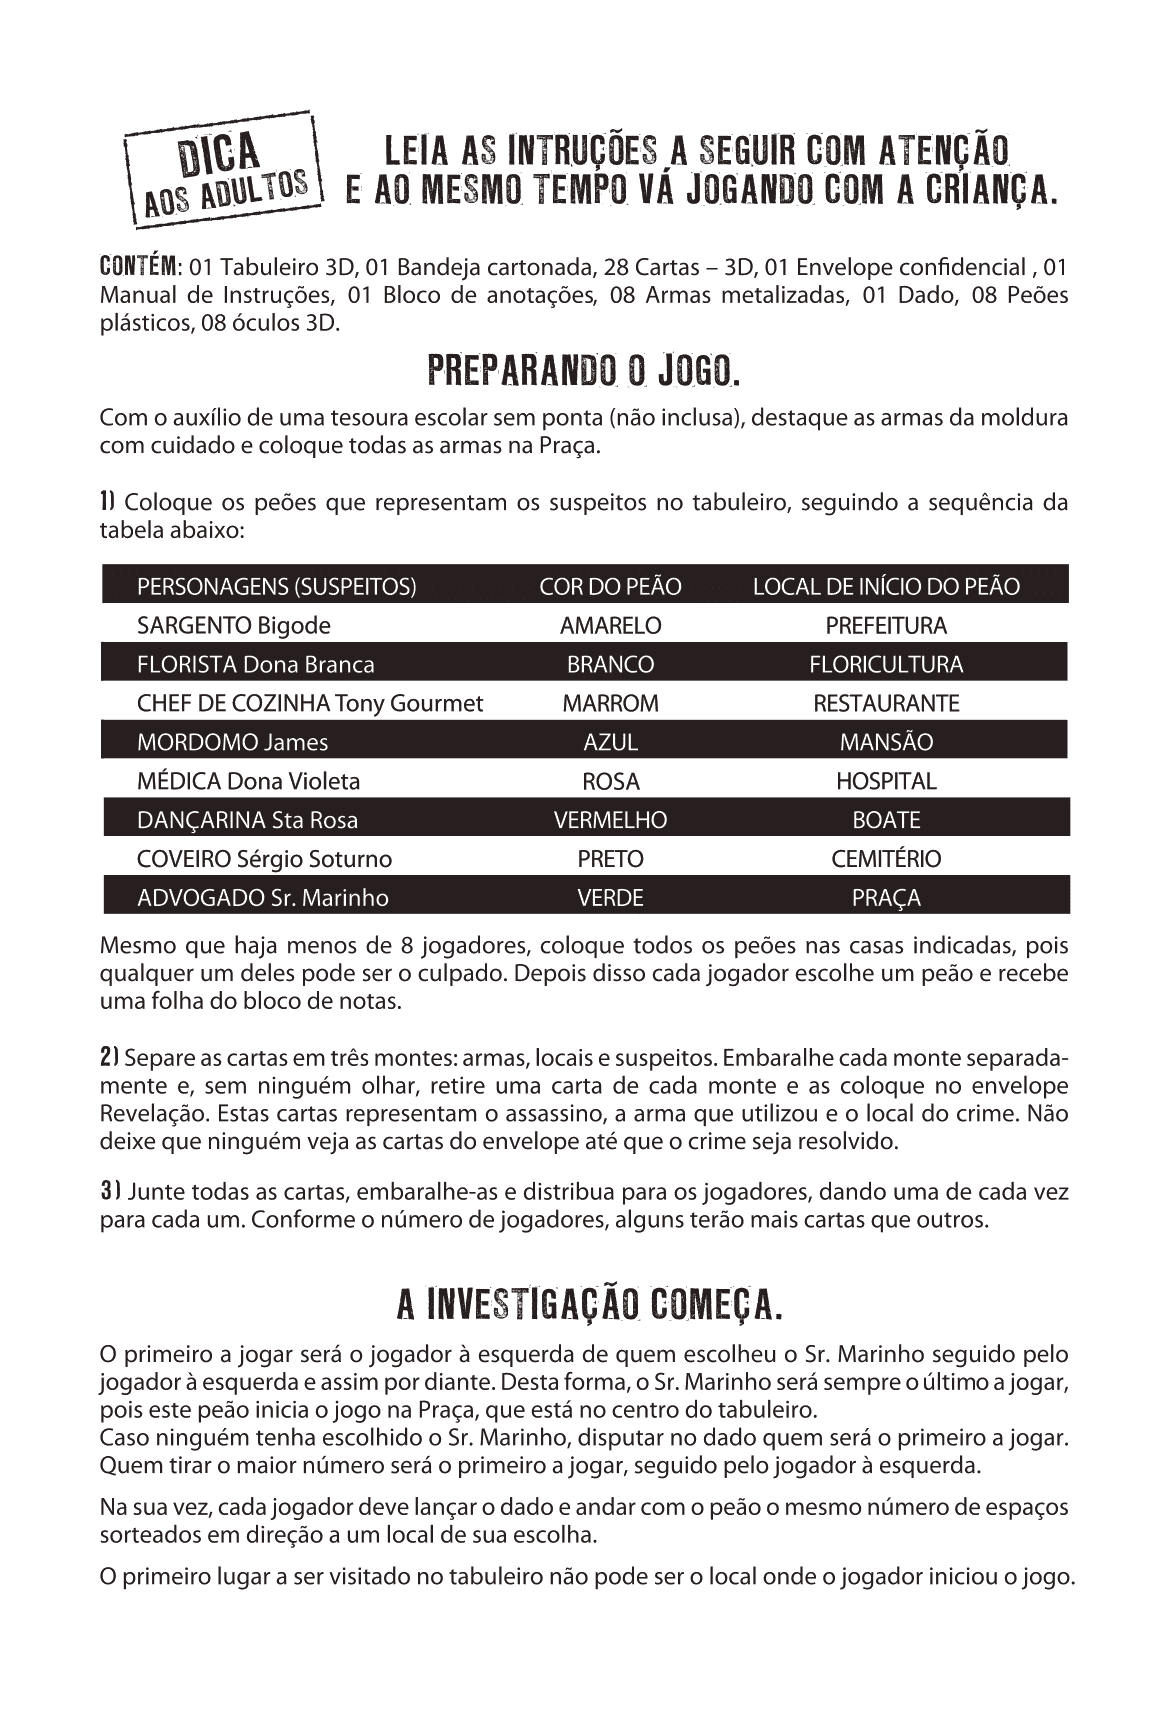 DICA
AOS ADULTOS
LEIA AS INTRUÇÕES A SEGUIR COM ATENÇÃO
E AO MESMO TEMPO VÁ JOGANDO COM A CRIANÇA.
CONTÉM: 01 Tabuleiro 3D, 01 Bandeja cartonada, 28 Cartas – 3D, 01 Envelope confidencial , 01
Manual de Instruções, 01 Bloco de anotações, 08 Armas metalizadas, 01 Dado, 08 Peões
plásticos, 08 óculos 3D.
PREPARANDO O JOGO.
Com o auxílio de uma tesoura escolar sem ponta (não inclusa), destaque as armas da moldura
com cuidado e coloque todas as armas na Praça.
1) Coloque os peões que representam os suspeitos no tabuleiro, seguindo a sequência da
tabela abaixo:
PERSONAGENS (SUSPEITOS) COR DO PEÃO LOCAL DE INÍCIO DO PEÃO
SARGENTO Bigode AMARELO PREFEITURA
FLORISTA Dona Branca BRANCO FLORICULTURA
CHEF DE COZINHA Tony Gourmet MARROM RESTAURANTE
MORDOMO James AZUL MANSÃO
MÉDICA Dona Violeta ROSA HOSPITAL
DANÇARINA Sta Rosa VERMELHO BOATE
COVEIRO Sérgio Soturno PRETO CEMITÉRIO
ADVOGADO Sr. Marinho VERDE PRAÇA
Mesmo que haja menos de 8 jogadores, coloque todos os peões nas casas indicadas, pois
qualquer um deles pode ser o culpado. Depois disso cada jogador escolhe um peão e recebe
uma folha do bloco de notas.
2) Separe as cartas em três montes: armas, locais e suspeitos. Embaralhe cada monte separada-
mente e, sem ninguém olhar, retire uma carta de cada monte e as coloque no envelope
Revelação. Estas cartas representam o assassino, a arma que utilizou e o local do crime. Não
deixe que ninguém veja as cartas do envelope até que o crime seja resolvido.
3) Junte todas as cartas, embaralhe-as e distribua para os jogadores, dando uma de cada vez
para cada um. Conforme o número de jogadores, alguns terão mais cartas que outros.
A INVESTIGAÇÃO COMEÇA.
O primeiro a jogar será o jogador à esquerda de quem escolheu o Sr. Marinho seguido pelo
jogador à esquerda e assim por diante. Desta forma, o Sr. Marinho será sempre o último a jogar,
pois este peão inicia o jogo na Praça, que está no centro do tabuleiro.
Caso ninguém tenha escolhido o Sr. Marinho, disputar no dado quem será o primeiro a jogar.
Quem tirar o maior número será o primeiro a jogar, seguido pelo jogador à esquerda.
Na sua vez, cada jogador deve lançar o dado e andar com o peão o mesmo número de espaços
sorteados em direção a um local de sua escolha.
O primeiro lugar a ser visitado no tabuleiro não pode ser o local onde o jogador iniciou o jogo.